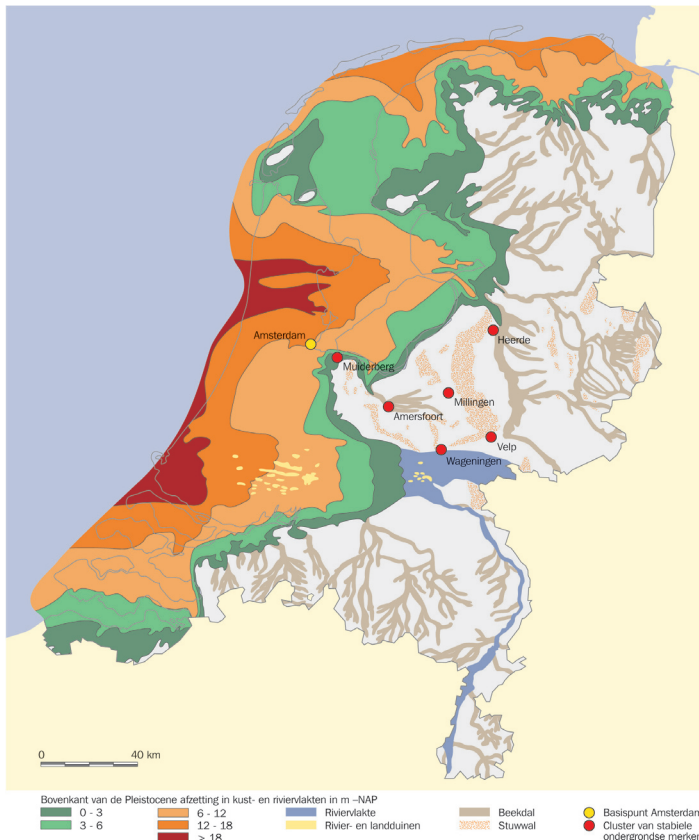 Amsterdam
Muiderberg
Heerde
Millingen
Amersfoort
Velp
Wageningen
0 40 km
Bovenkant van de Pleistocene afzetting in kust- en riviervlakten in m –NAP
0 - 3 6 - 12 Riviervlakte Beekdal Basispunt Amsterdam
3 - 6 12 - 18 Rivier- en landduinen Stuwwal Cluster van stabiele
> 18 ondergrondse merken